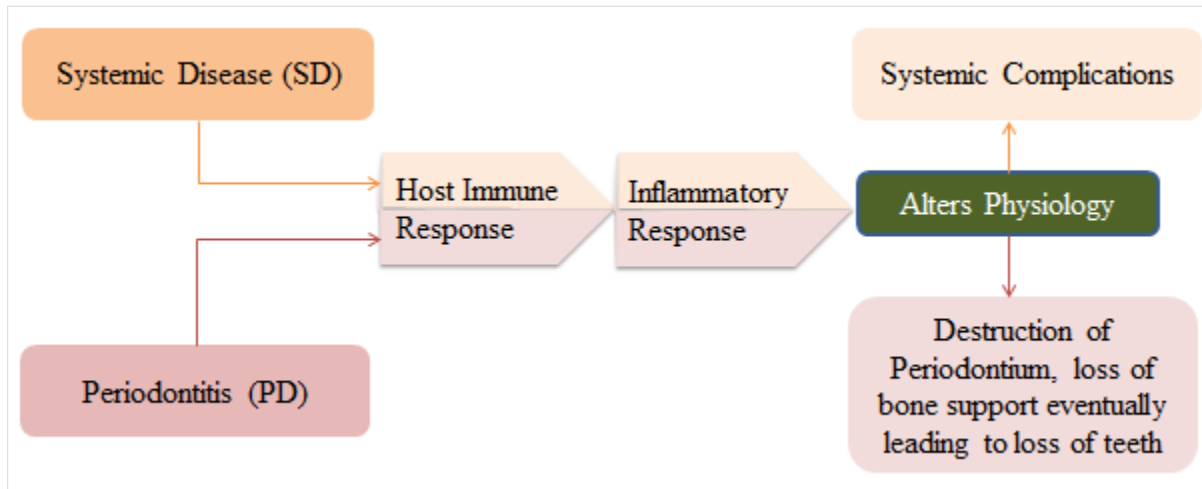 Systemic Disease (SD)
Periodontitis (PD)
Host Immune
Response
Inflammatory
Response
Alters Physiology
Systemic Complications
Destruction of
Periodontium, loss of
bone support eventually
leading to loss of teeth